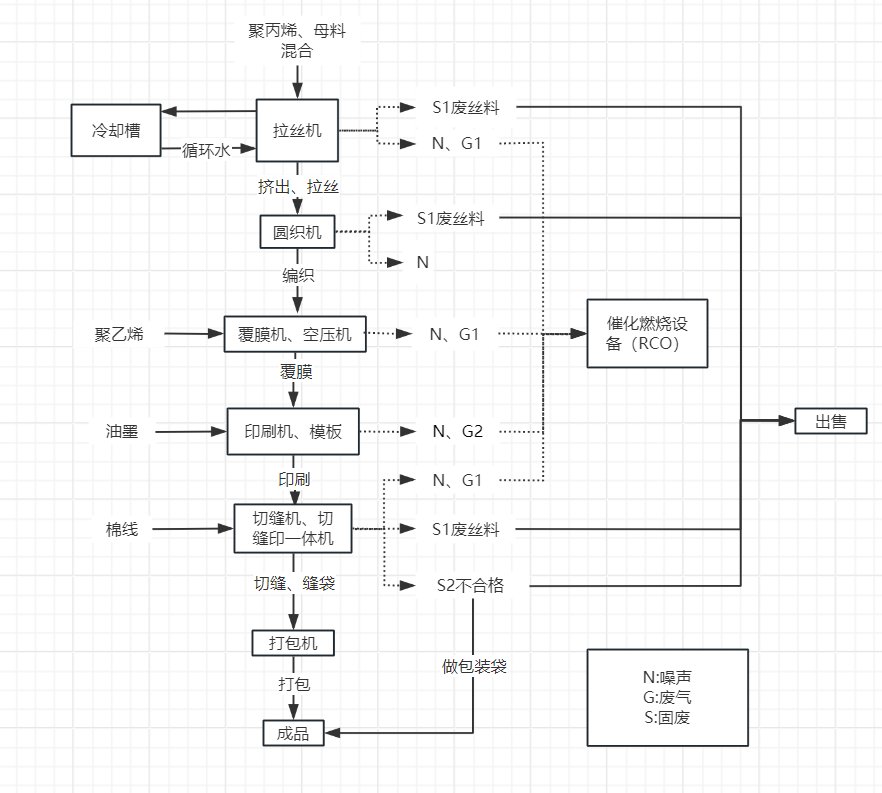 聚丙烯、母料
混合
冷却槽
拉丝机
S1废丝料
循环水
N、G1
挤出、拉丝
圆织机
S1废丝料
N
编织
聚乙烯
覆膜机、空压机
N、G1
催化燃烧设
备（RCO）
覆膜
油墨
印刷机、模板
N、G2
出售
印刷
N、G1
棉线
切缝机、切
缝印一体机
S1废丝料
切缝、缝袋
S2不合格
打包机
做包装袋
打包
成品
N:噪声
G:废气
S:固废